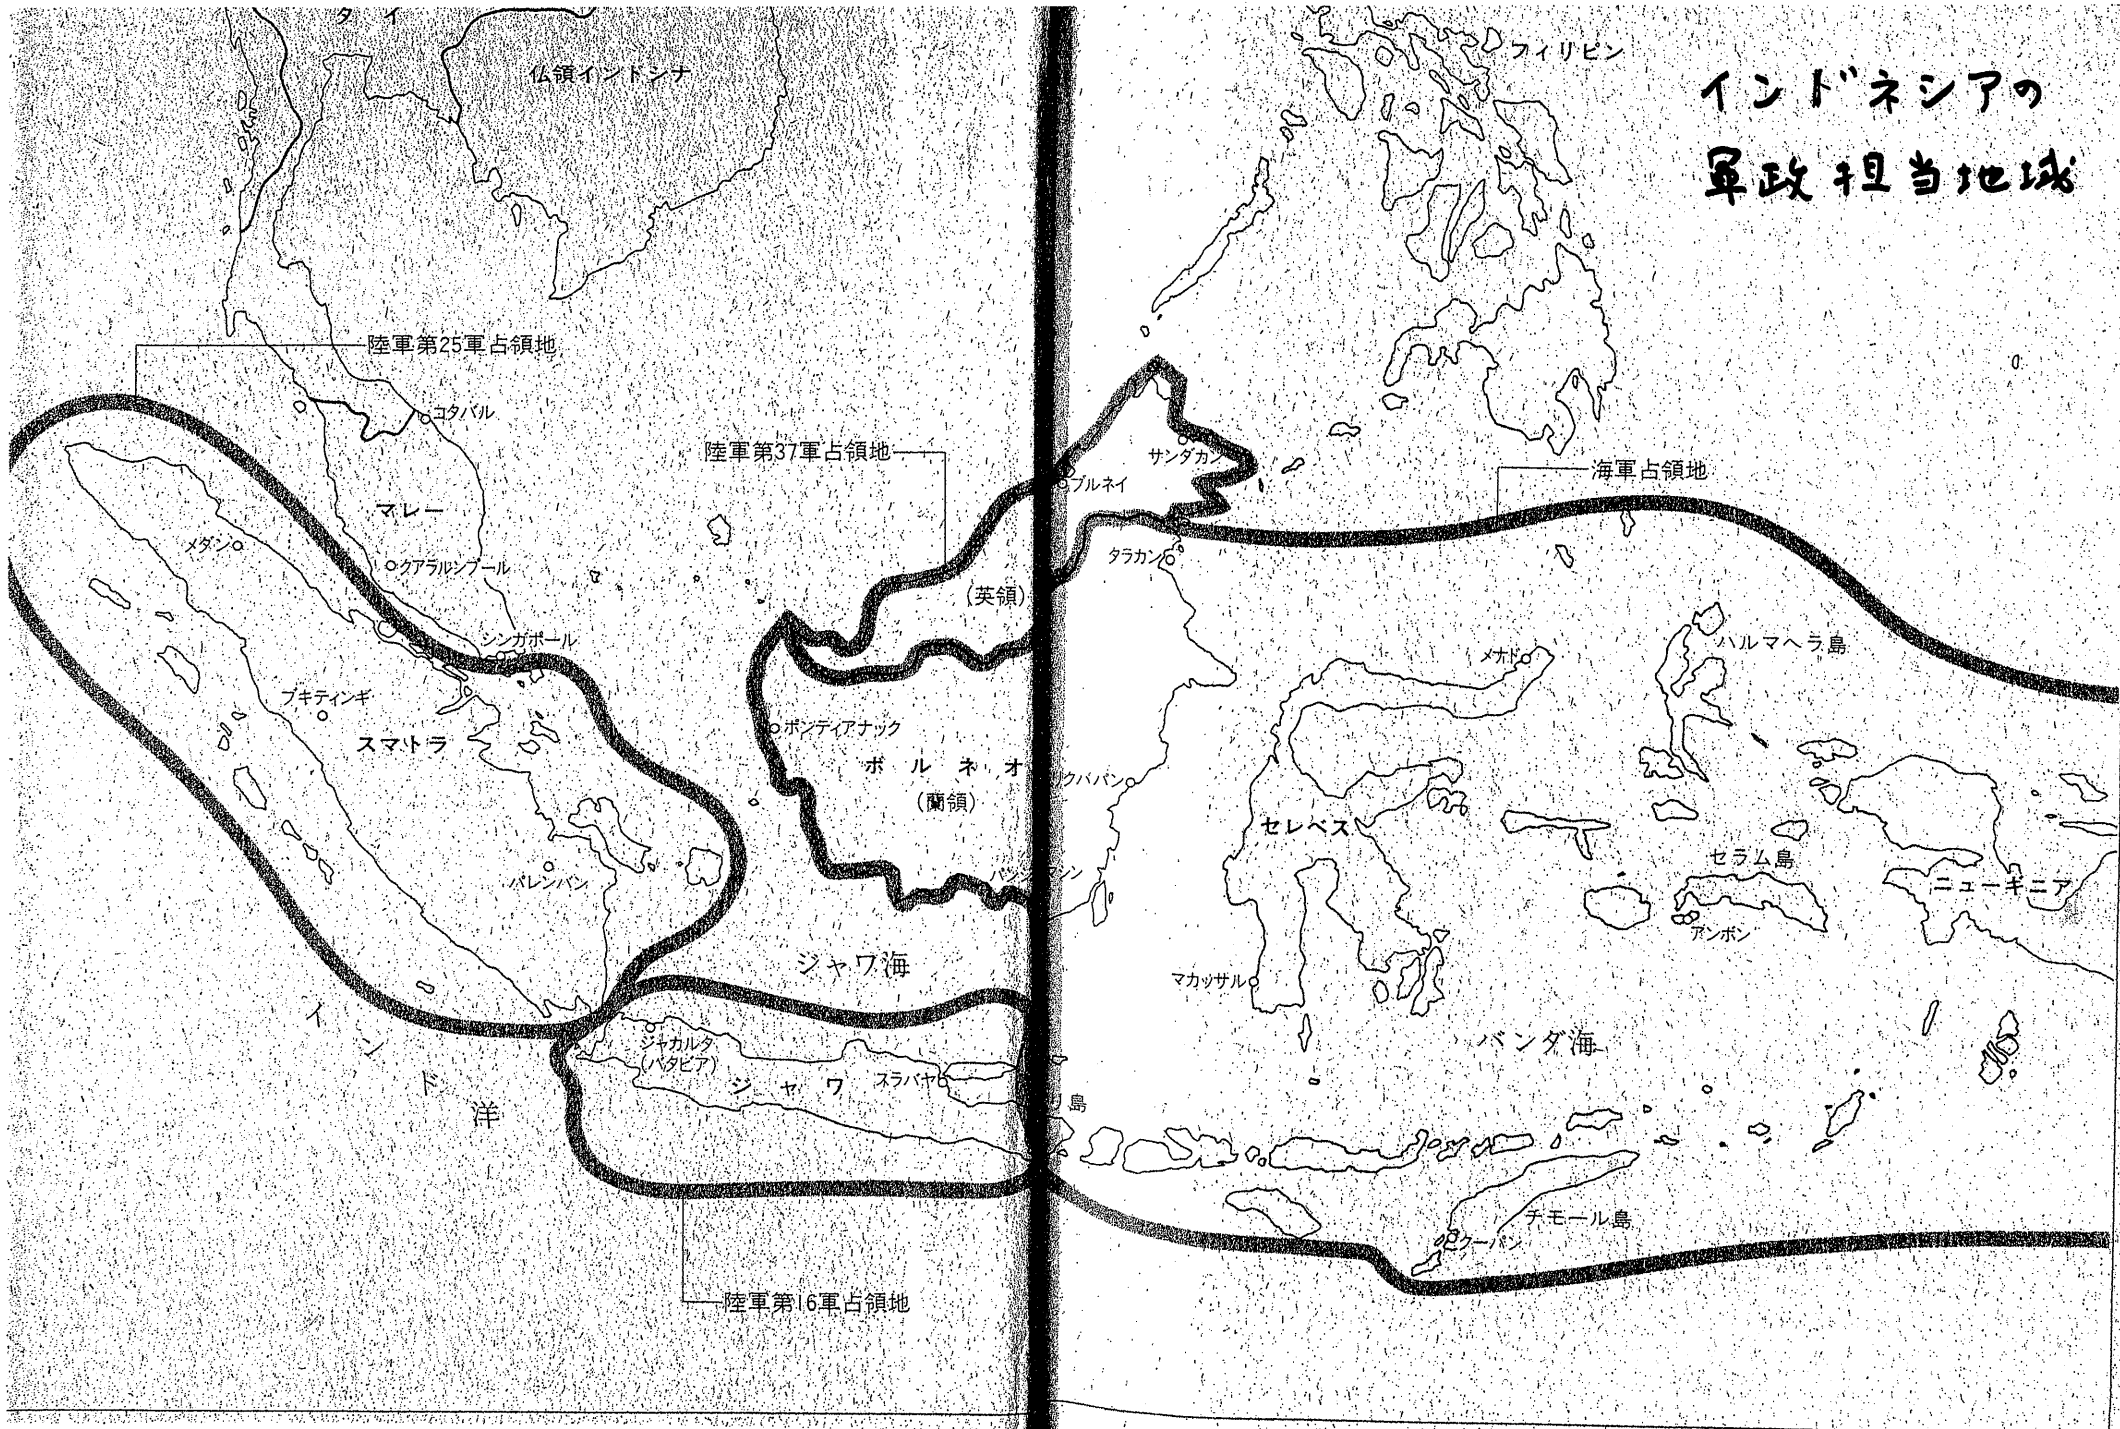 インドネシアの
軍政担当地域
タイ
仏領インドシナ
フィリピン
陸軍第25軍占領地
コタバル
陸軍第37軍占領地
サンダカン
ブルネイ
海軍占領地
マレー
メダン
クアラルンプール
タラカン
(英領)
シンガポール
メナド
ハルマヘラ島
ブキティンギ
スマトラ
ポンティアナック
ボルネオ
(蘭領)
クパパン
セレベス
セラム島
パレンバン
ニューギニア
アンボン
ジャワ海
マカッサル
インド洋
バンダ海
ジャカルタ
(バタビア)
ジャワ
スラバヤ
リ島
チモール島
クーパン
陸軍第16軍占領地